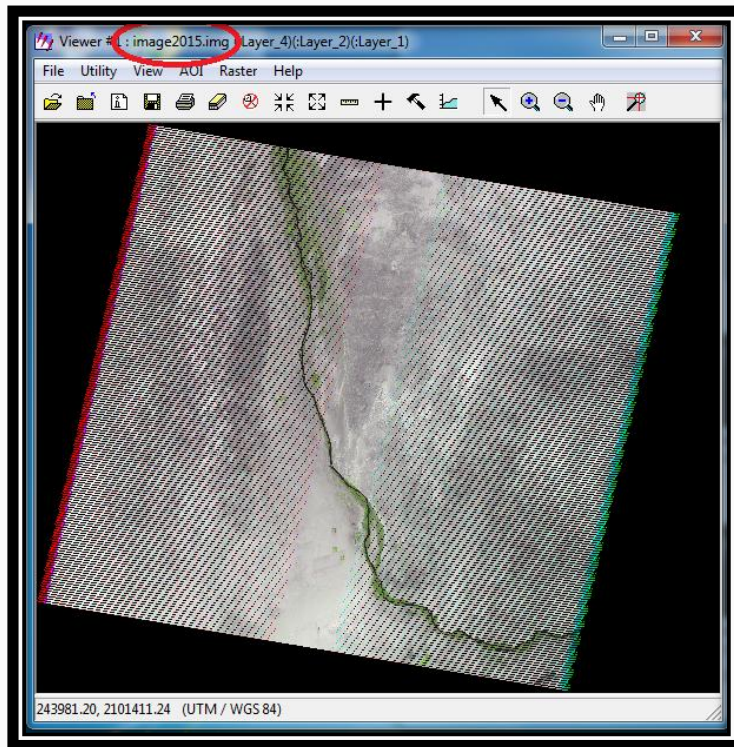 Viewer #1 : image2015.img (:Layer_4)(:Layer_2)(:Layer_1)
File Utility View AOI Raster Help
243981.20, 2101411.24 (UTM / WGS 84)